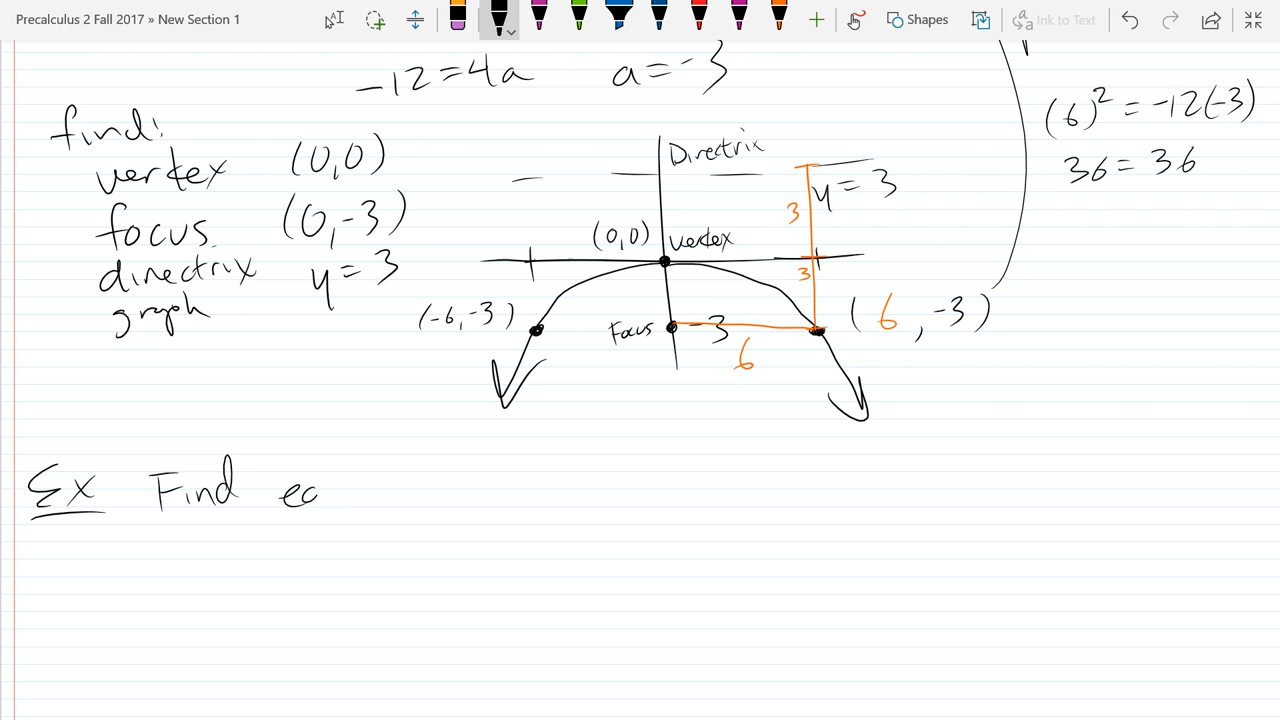 Precalculus 2 Fall 2017 » New Section 1
Shapes
Ink to Text
-12=4a a=-3
find:
vertex (0,0)
focus (0,-3)
directrix y=3
graph
Directrix
y=3
3
(0,0) vertex
3
(-6,-3)
Focus -3
6
(6,-3)
(6)²=-12(-3)
36=36
Ex Find ec